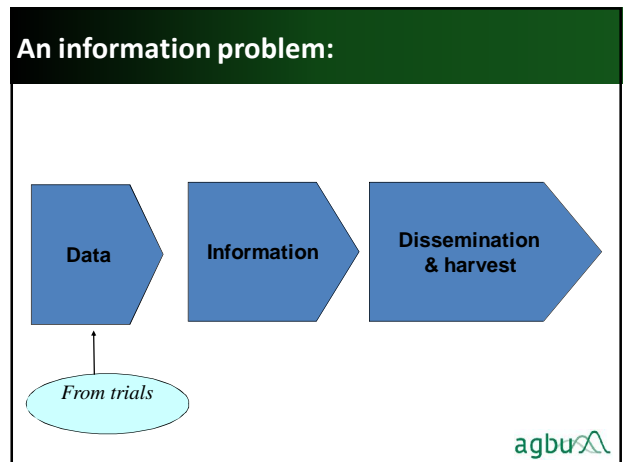 An information problem:
Data
Information
Dissemination
& harvest
From trials
agbu